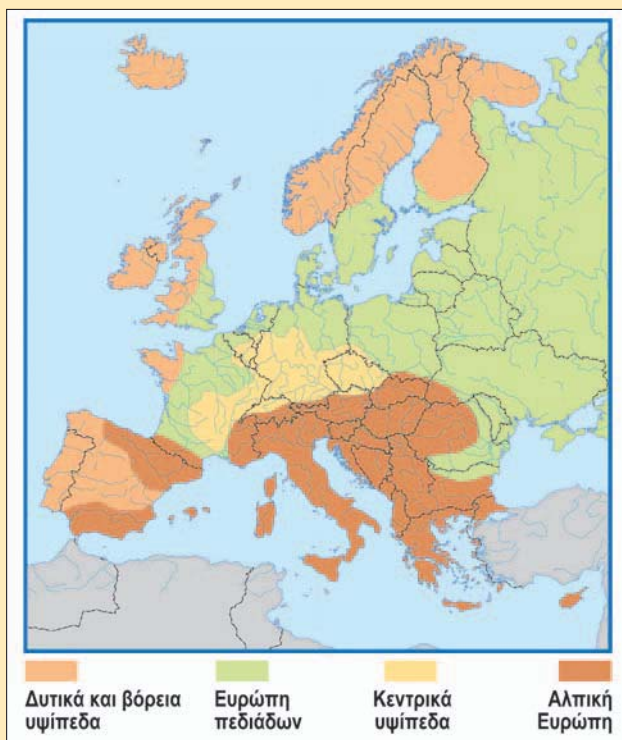 Δυτικά και βόρεια
υψίπεδα
Ευρώπη
πεδιάδων
Κεντρικά
υψίπεδα
Αλπική
Ευρώπη